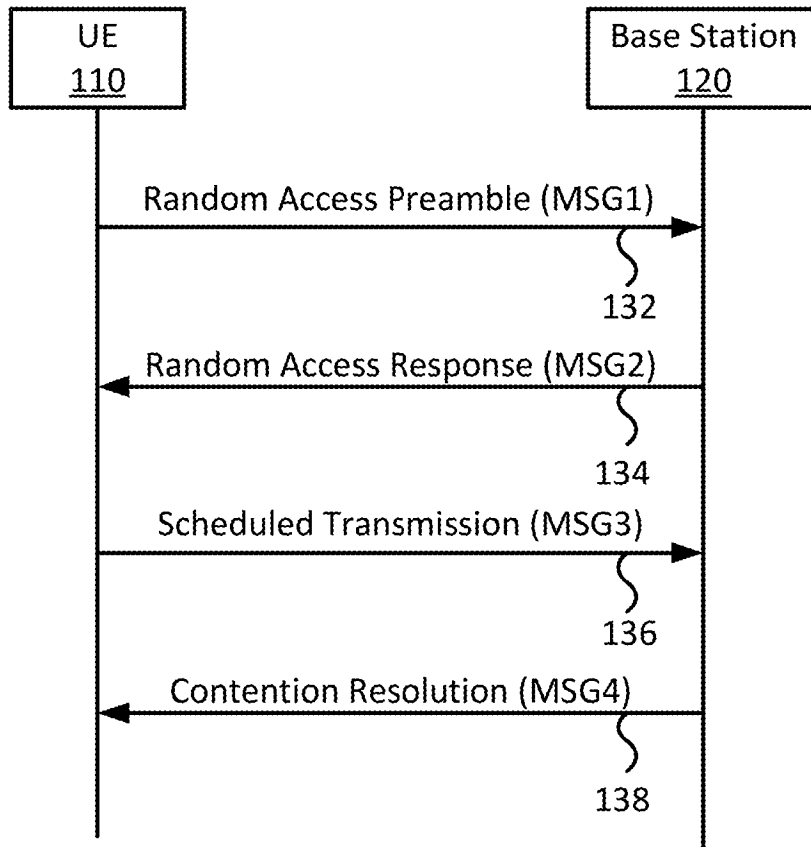 UE
110
Base Station
120
Random Access Preamble (MSG1)
132
Random Access Response (MSG2)
134
Scheduled Transmission (MSG3)
136
Contention Resolution (MSG4)
138